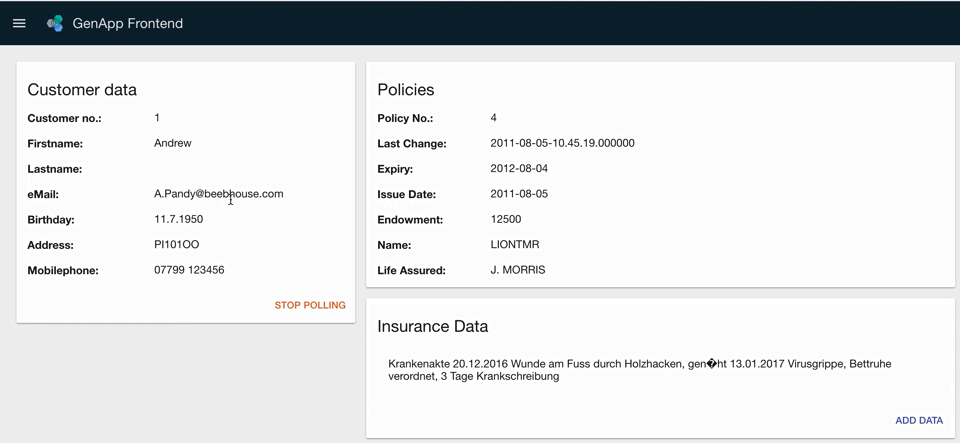 GenApp Frontend
Customer data
Customer no.: 1
Firstname: Andrew
Lastname:
eMail: A.Pandy@beebhouse.com
Birthday: 11.7.1950
Address: PI101OO
Mobilephone: 07799 123456
STOP POLLING
Policies
Policy No.: 4
Last Change: 2011-08-05-10.45.19.000000
Expiry: 2012-08-04
Issue Date: 2011-08-05
Endowment: 12500
Name: LIONTMR
Life Assured: J. MORRIS
Insurance Data
Krankenakte 20.12.2016 Wunde am Fuss durch Holzhacken, gen�ht 13.01.2017 Virusgrippe, Bettruhe
verordnet, 3 Tage Krankschreibung
ADD DATA